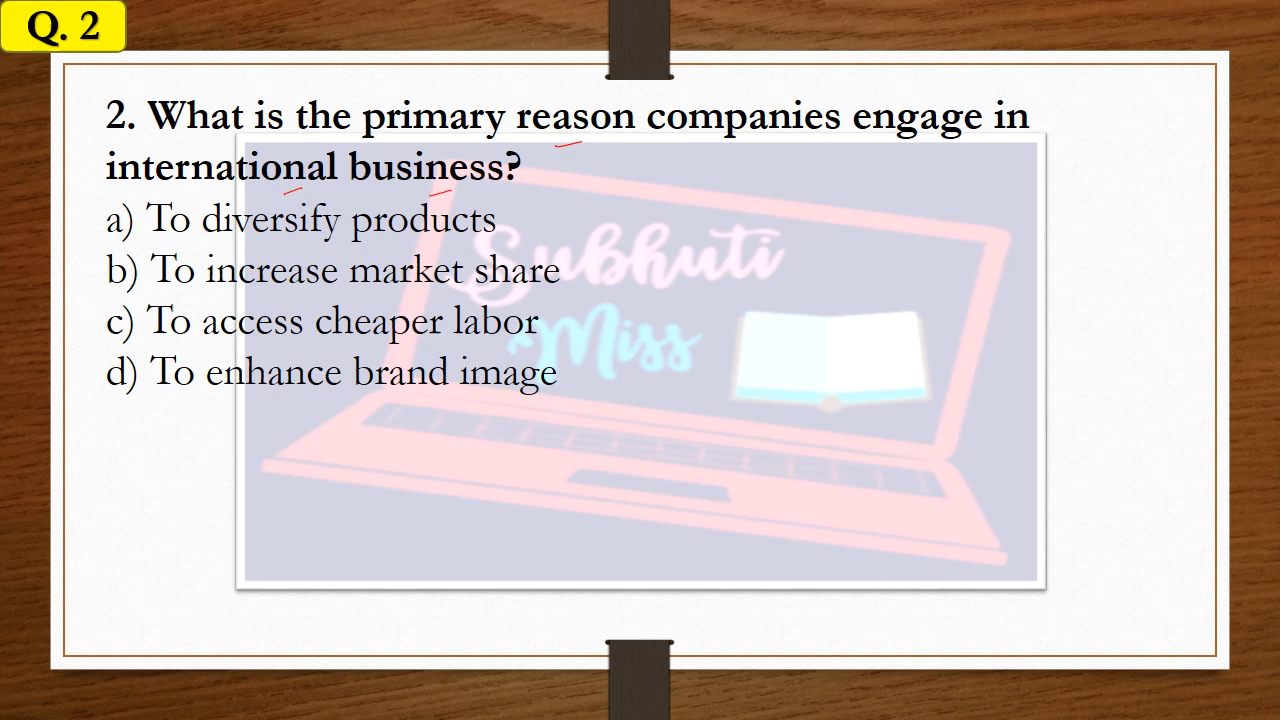 Q. 2
2. What is the primary reason companies engage in
international business?
a) To diversify products
b) To increase market share
c) To access cheaper labor
d) To enhance brand image
Subhuti
Miss